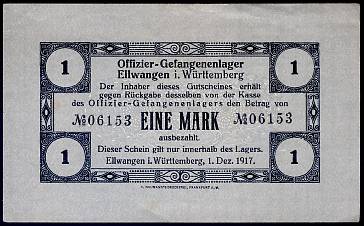 1 Offizier-Gefangenenlager 1
Ellwangen i. Württemberg
Der Inhaber dieses Gutscheines erhält
gegen Rückgabe desselben von der Kasse
des Offizier-Gefangenenlagers den Betrag von
№06153 EINE MARK №06153
ausbezahlt.
Dieser Schein gilt nur innerhalb des Lagers.
1 Ellwangen i. Württemberg, 1. Dez. 1917. 1
FRANKFURT A. M.